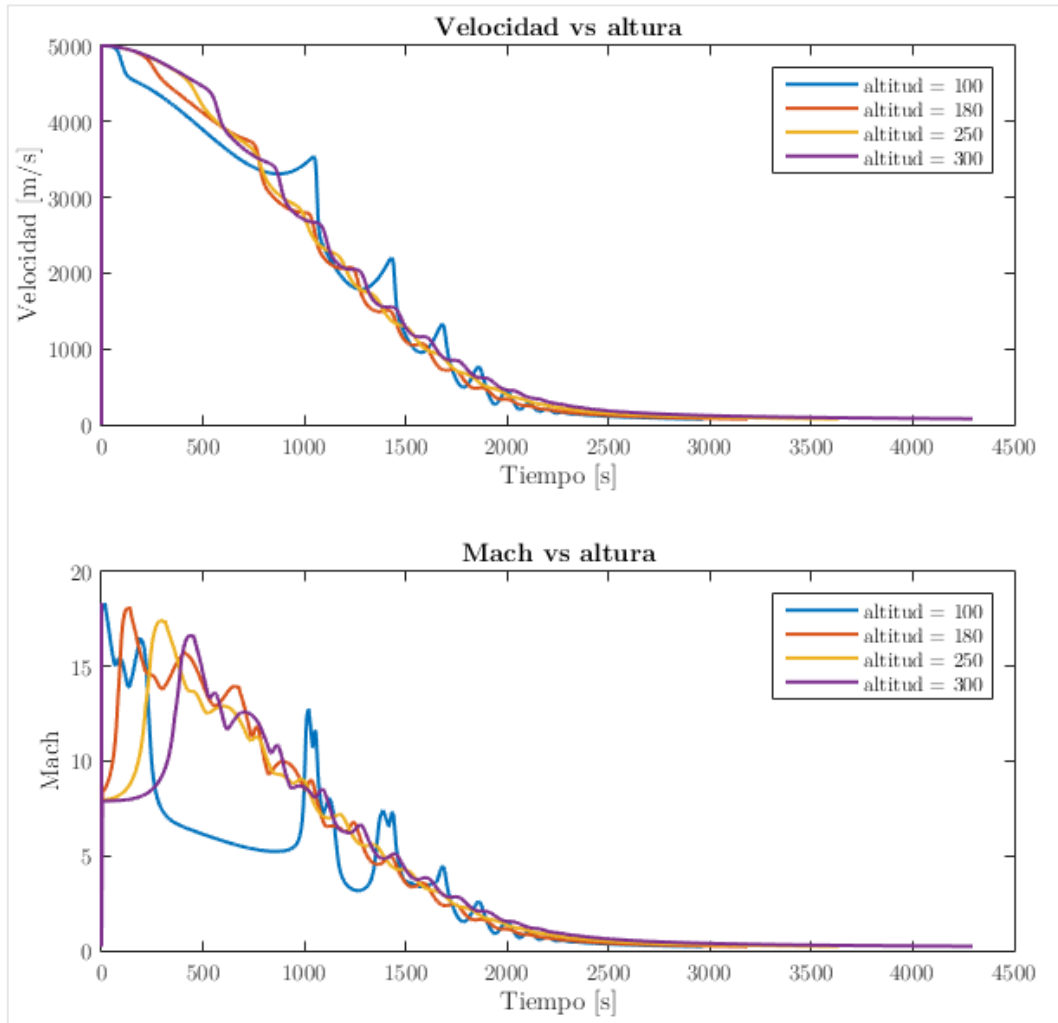 Velocidad vs altura
5000
4000
3000
2000
1000
0
Velocidad [m/s]
altitud = 100
altitud = 180
altitud = 250
altitud = 300
0 500 1000 1500 2000 2500 3000 3500 4000 4500
Tiempo [s]
Mach vs altura
20
15
10
5
0
Mach
altitud = 100
altitud = 180
altitud = 250
altitud = 300
0 500 1000 1500 2000 2500 3000 3500 4000 4500
Tiempo [s]